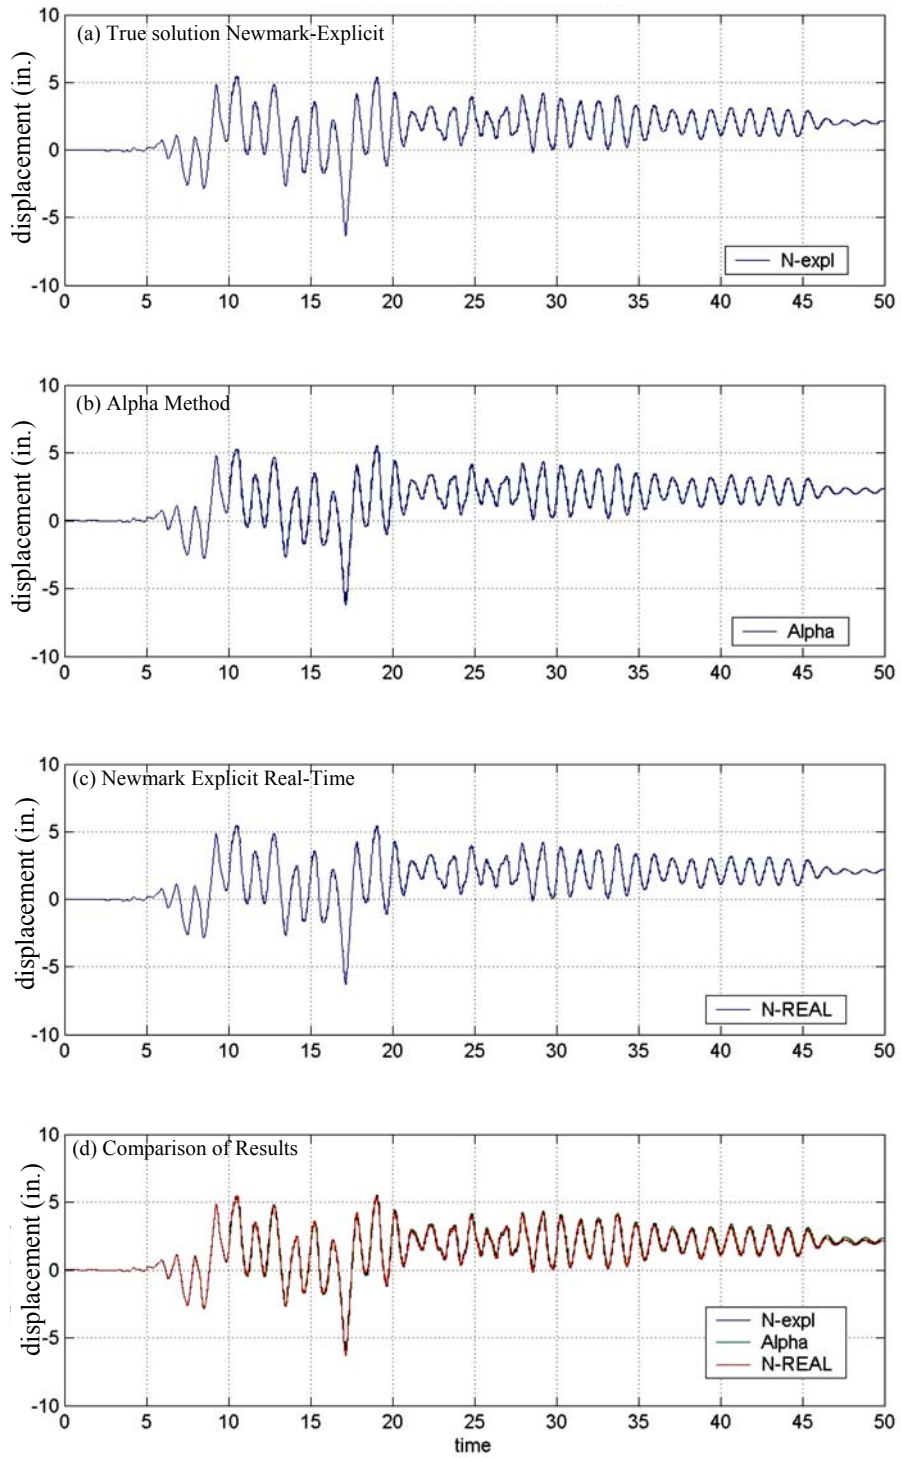 (a) True solution Newmark-Explicit
displacement (in.)
10
5
0
-5
-10
N-expl
0 5 10 15 20 25 30 35 40 45 50
(b) Alpha Method
displacement (in.)
10
5
0
-5
-10
Alpha
0 5 10 15 20 25 30 35 40 45 50
(c) Newmark Explicit Real-Time
displacement (in.)
10
5
0
-5
-10
N-REAL
0 5 10 15 20 25 30 35 40 45 50
(d) Comparison of Results
displacement (in.)
10
5
0
-5
-10
N-expl
Alpha
N-REAL
0 5 10 15 20 25 30 35 40 45 50
time